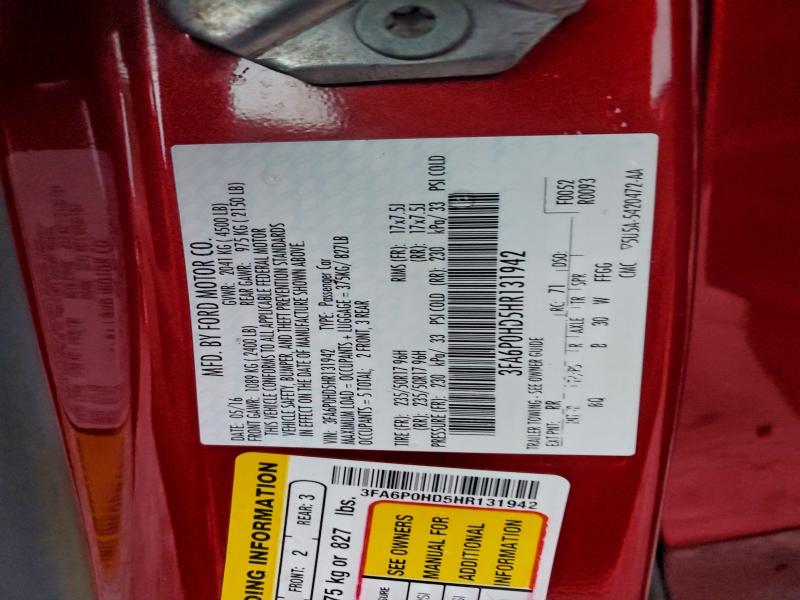 MFD. BY FORD MOTOR CO.
DATE: 05/16 GVWR: 2041 KG ( 4500 LB)
FRONT GAWR: 1089 KG ( 2400 LB) REAR GAWR: 975 KG ( 2150 LB)
THIS VEHICLE CONFORMS TO ALL APPLICABLE FEDERAL MOTOR
VEHICLE SAFETY, BUMPER, AND THEFT PREVENTION STANDARDS
IN EFFECT ON THE DATE OF MANUFACTURE SHOWN ABOVE.
VIN: 3FA6P0HD5HR131942 TYPE: Passenger Car
MAXIMUM LOAD = OCCUPANTS + LUGGAGE = 375KG/ 827LB
OCCUPANTS = 5 TOTAL; 2 FRONT, 3 REAR
TIRE (FR): 235/50R17 96H RIMS (FR): 17x7.5J
(RR): 235/50R17 96H (RR): 17x7.5J
PRESSURE (FR): 230 kPa/ 33 PSI COLD (RR): 230 kPa/ 33 PSI COLD
3FA6P0HD5HR131942
TRAILER TOWING - SEE OWNER GUIDE
EXT PNT: RR RC: 71 DSO: F0052
R0093
AXLE TR SPR
BQ 30 W FFGG
CMC
DING INFORMATION
FRONT: 2 REAR: 3
75 kg or 827 lbs.
3FA6P0HD5HR131942
SEE OWNERS
MANUAL FOR
ADDITIONAL
INFORMATION